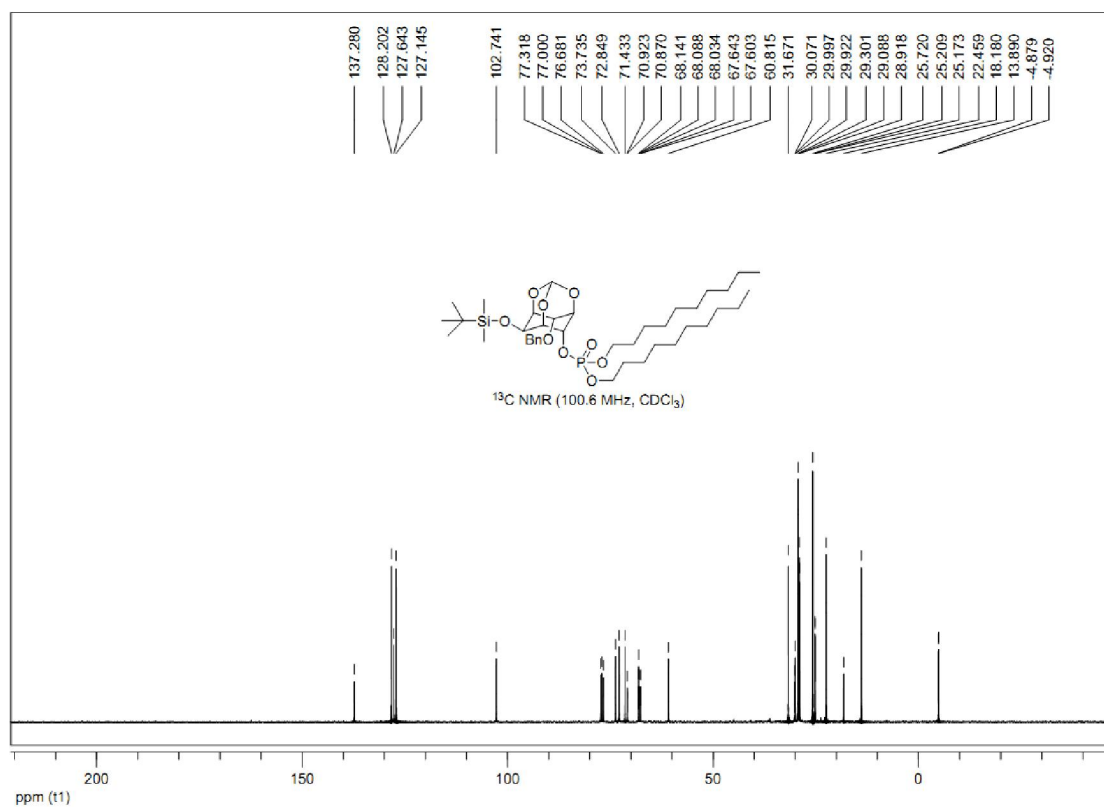 137.280
128.202
127.643
127.145
102.741
77.318
77.000
76.681
73.735
72.849
71.433
70.923
70.870
68.141
68.088
68.034
67.643
67.603
60.815
31.671
30.071
29.997
29.922
29.301
29.088
28.918
25.720
25.209
25.173
22.459
18.180
13.890
-4.879
-4.920
O
O
O
Si
O
BnO
O
O
P
O
O
¹³C NMR (100.6 MHz, CDCl₃)
200 150 100 50 0
ppm (t1)